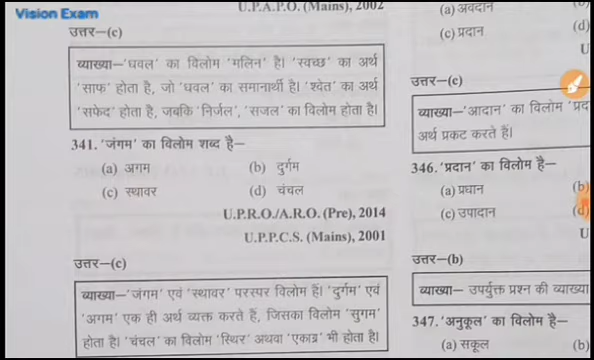 Vision Exam
U.P.A.P.O. (Mains), 2002
उत्तर—(c)
व्याख्या—'धवल' का विलोम 'मलिन' है। 'स्वच्छ' का अर्थ
'साफ' होता है, जो 'धवल' का समानार्थी है। 'श्वेत' का अर्थ
'सफेद' होता है, जबकि 'निर्जल', 'सजल' का विलोम होता है।
341. 'जंगम' का विलोम शब्द है—
(a) अगम (b) दुर्गम
(c) स्थावर (d) चंचल
U.P.R.O./A.R.O. (Pre), 2014
U.P.P.C.S. (Mains), 2001
उत्तर—(c)
व्याख्या—'जंगम' एवं 'स्थावर' परस्पर विलोम हैं। 'दुर्गम' एवं
'अगम' एक ही अर्थ व्यक्त करते हैं, जिसका विलोम 'सुगम'
होता है। 'चंचल' का विलोम 'स्थिर' अथवा 'एकाग्र' भी होता है।
(a) अवदान
(c) प्रदान (d)
U
उत्तर—(c)
व्याख्या—'आदान' का विलोम 'प्रद
अर्थ प्रकट करते हैं।
346. 'प्रदान' का विलोम है—
(a) प्रधान (b)
(c) उपादान (d)
U
उत्तर—(b)
व्याख्या— उपर्युक्त प्रश्न की व्याख्या
347. 'अनुकूल' का विलोम है—
(a) सकूल (b)